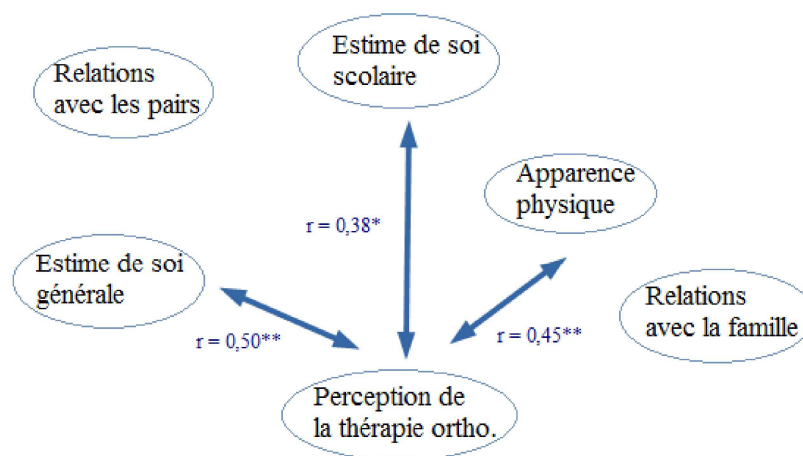 Estime de soi
scolaire
Relations
avec les pairs
Apparence
physique
r = 0,38*
Estime de soi
générale
Relations
avec la famille
r = 0,50**
r = 0,45**
Perception de
la thérapie ortho.